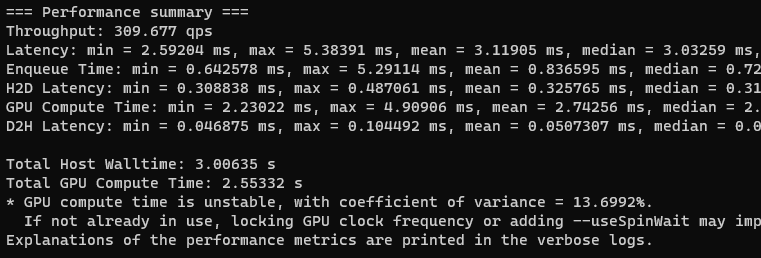 === Performance summary ===
Throughput: 309.677 qps
Latency: min = 2.59204 ms, max = 5.38391 ms, mean = 3.11905 ms, median = 3.03259 ms,
Enqueue Time: min = 0.642578 ms, max = 5.29114 ms, mean = 0.836595 ms, median = 0.72
H2D Latency: min = 0.308838 ms, max = 0.487061 ms, mean = 0.325765 ms, median = 0.31
GPU Compute Time: min = 2.23022 ms, max = 4.90906 ms, mean = 2.74256 ms, median = 2.
D2H Latency: min = 0.046875 ms, max = 0.104492 ms, mean = 0.0507307 ms, median = 0.0
Total Host Walltime: 3.00635 s
Total GPU Compute Time: 2.55332 s
* GPU compute time is unstable, with coefficient of variance = 13.6992%.
If not already in use, locking GPU clock frequency or adding --useSpinWait may imp
Explanations of the performance metrics are printed in the verbose logs.